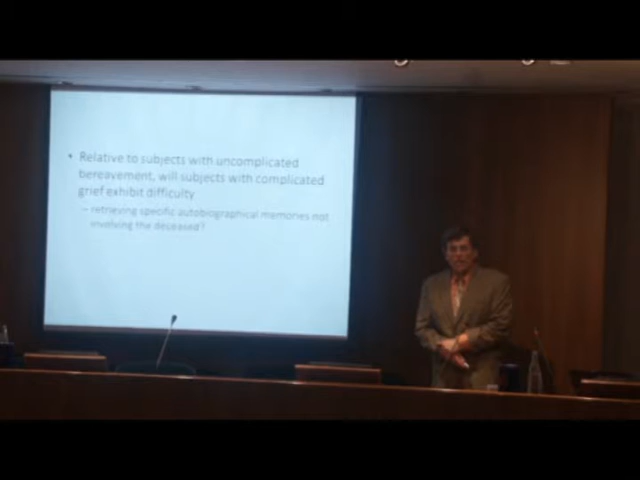 • Relative to subjects with uncomplicated
bereavement, will subjects with complicated
grief exhibit difficulty
– retrieving specific autobiographical memories not
involving the deceased?